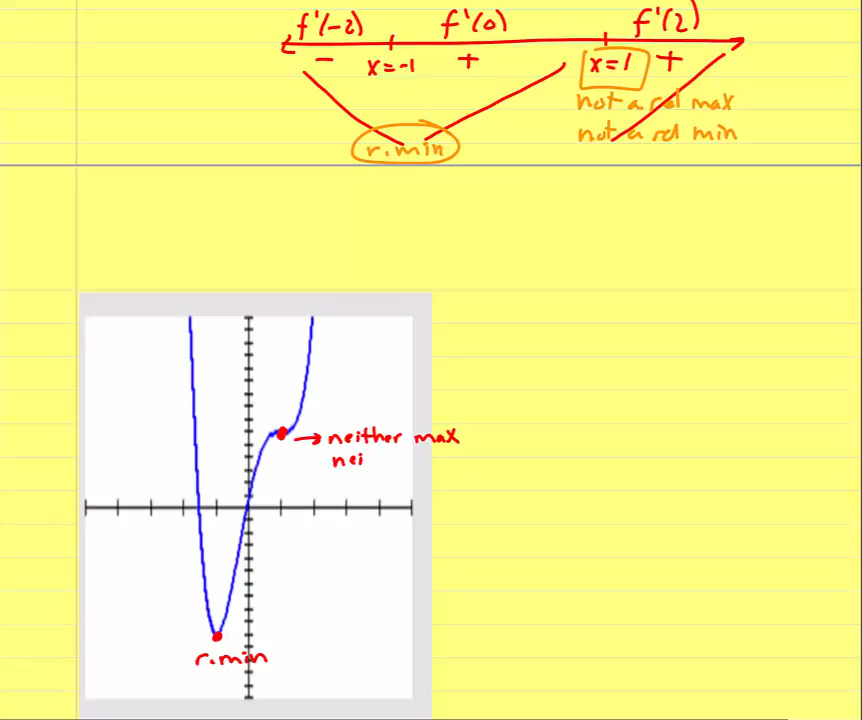 f'(-2) f'(0) f'(2)
- x=-1 + x=1 +
not a rel max
not a rel min
r.min
neither max
nei
r.min